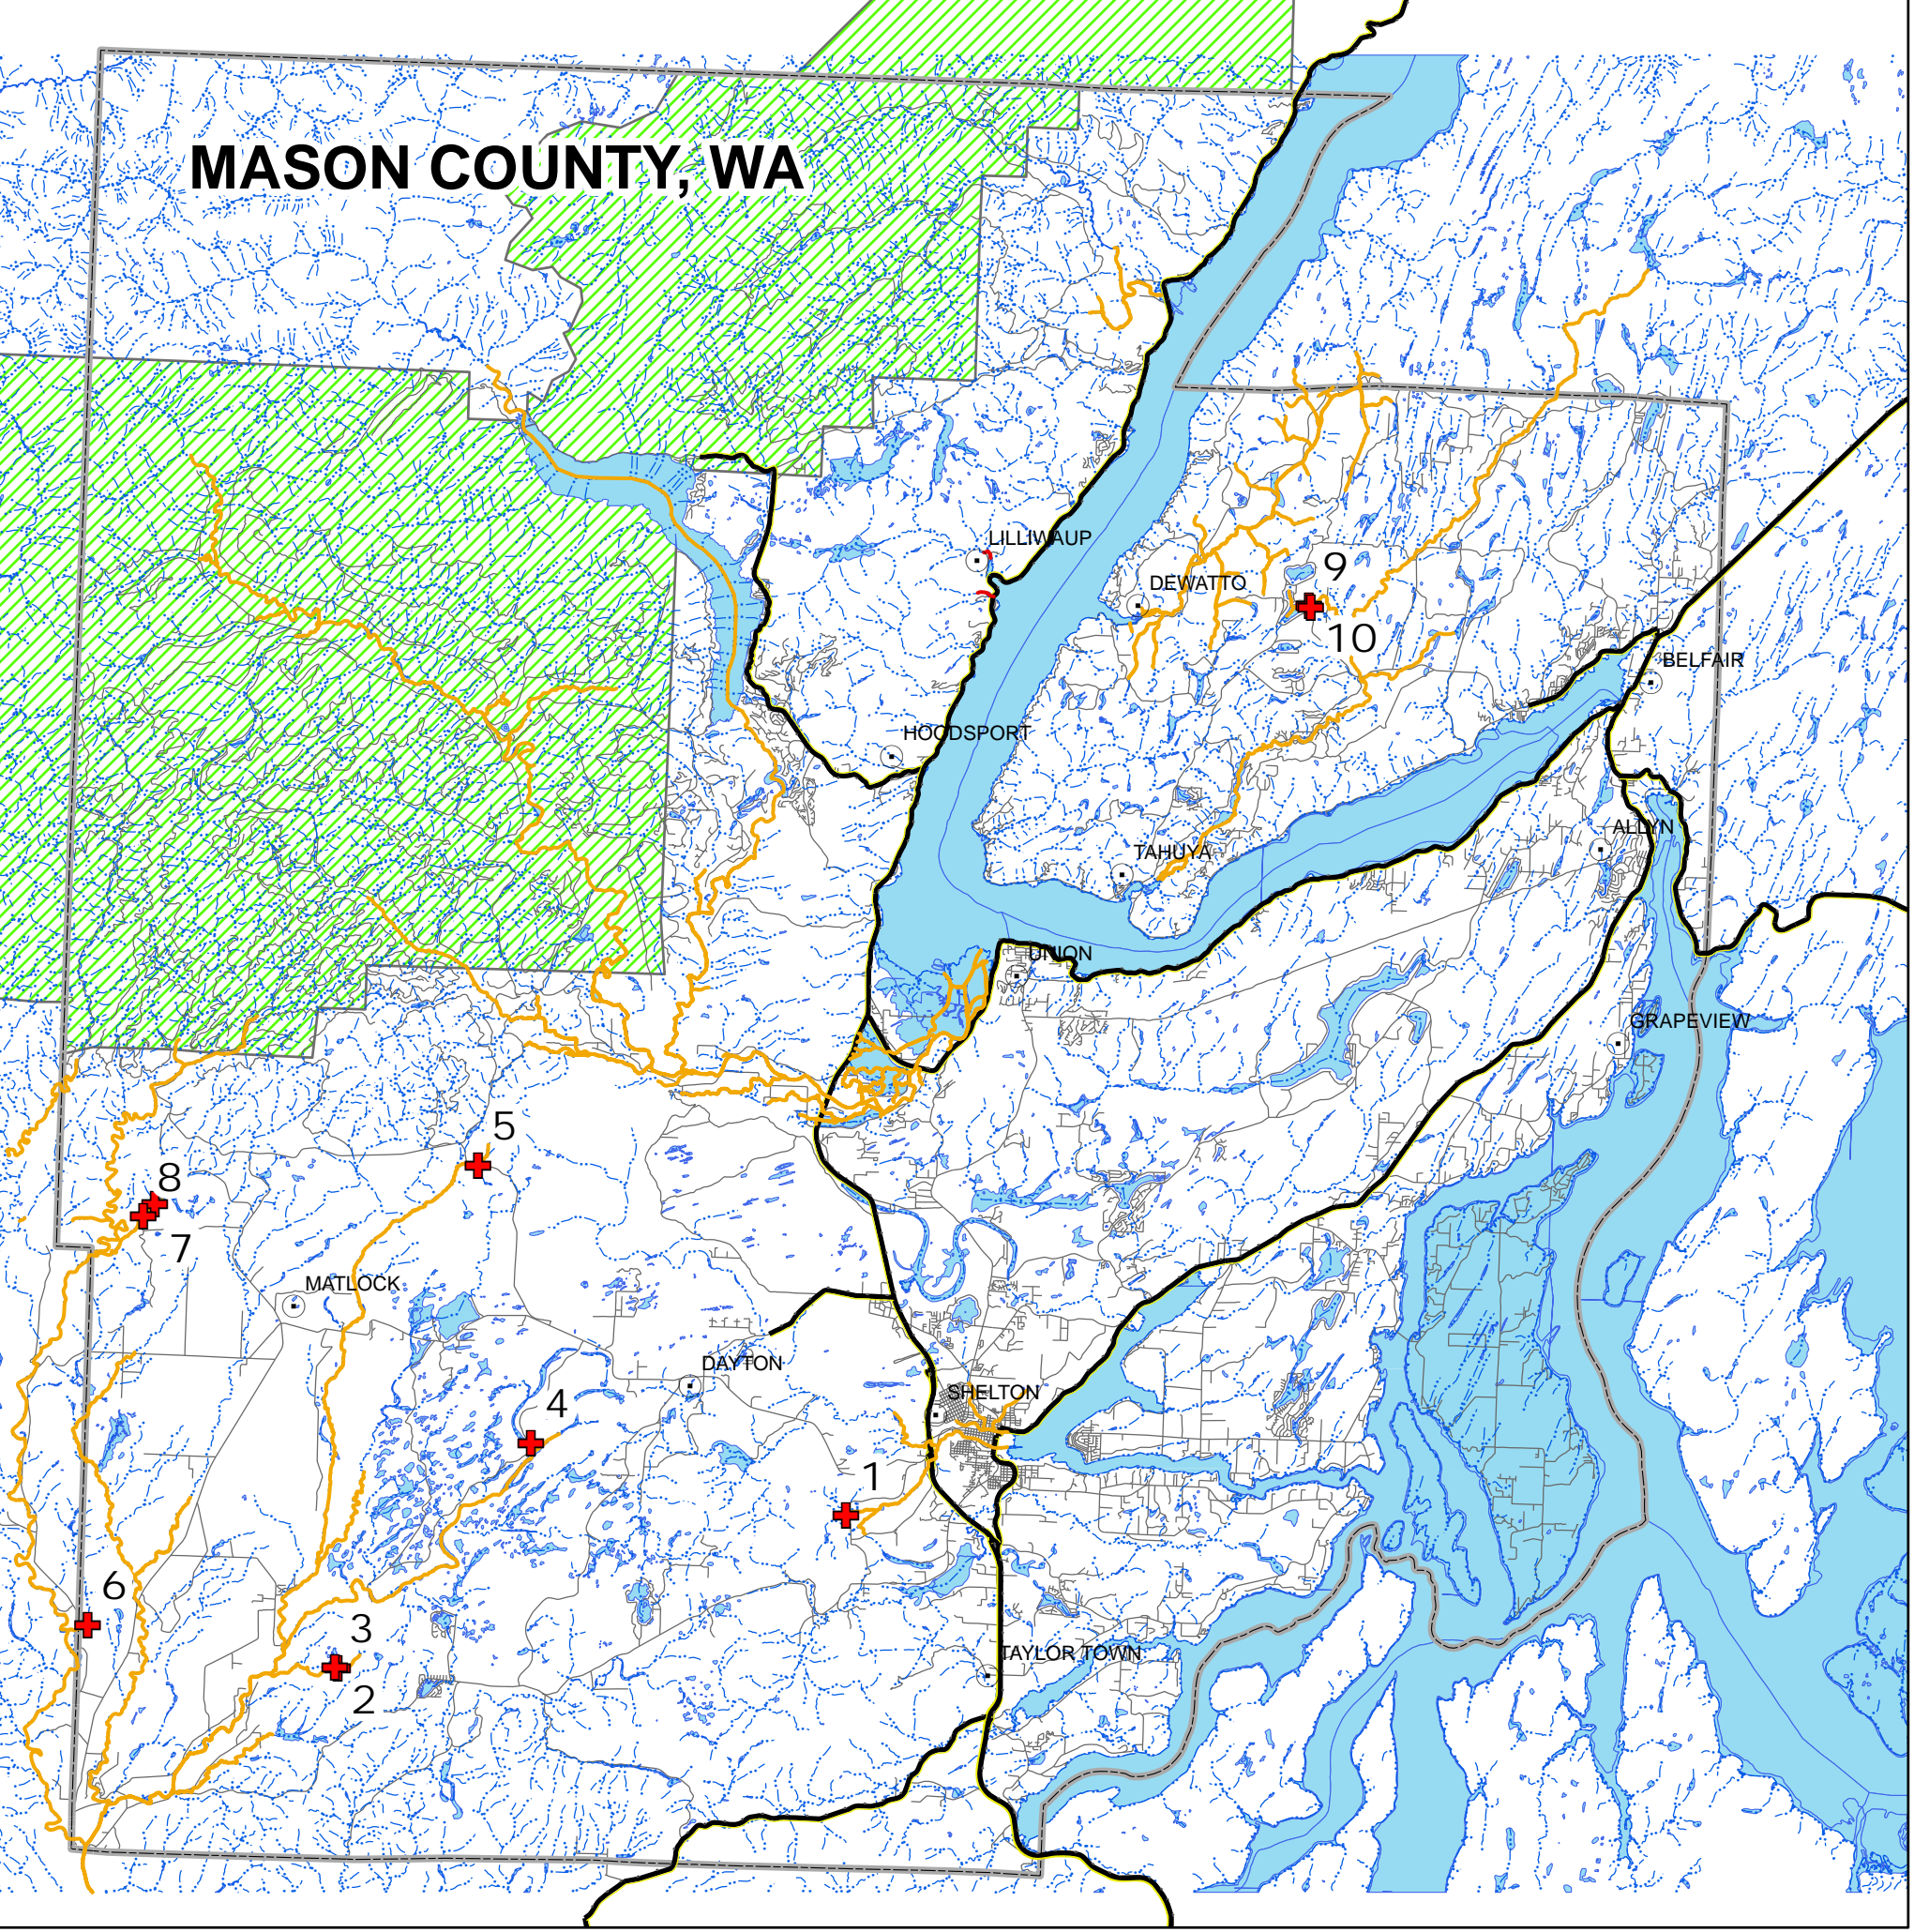 MASON COUNTY, WA
LILLIWAUP
9
DEWATTO
10
BELFAIR
HOODSPORT
ALLYN
TAHUYA
UNION
GRAPEVIEW
5
8
7
MATLOCK
DAYTON
SHELTON
4
1
6
3
TAYLOR TOWN
2